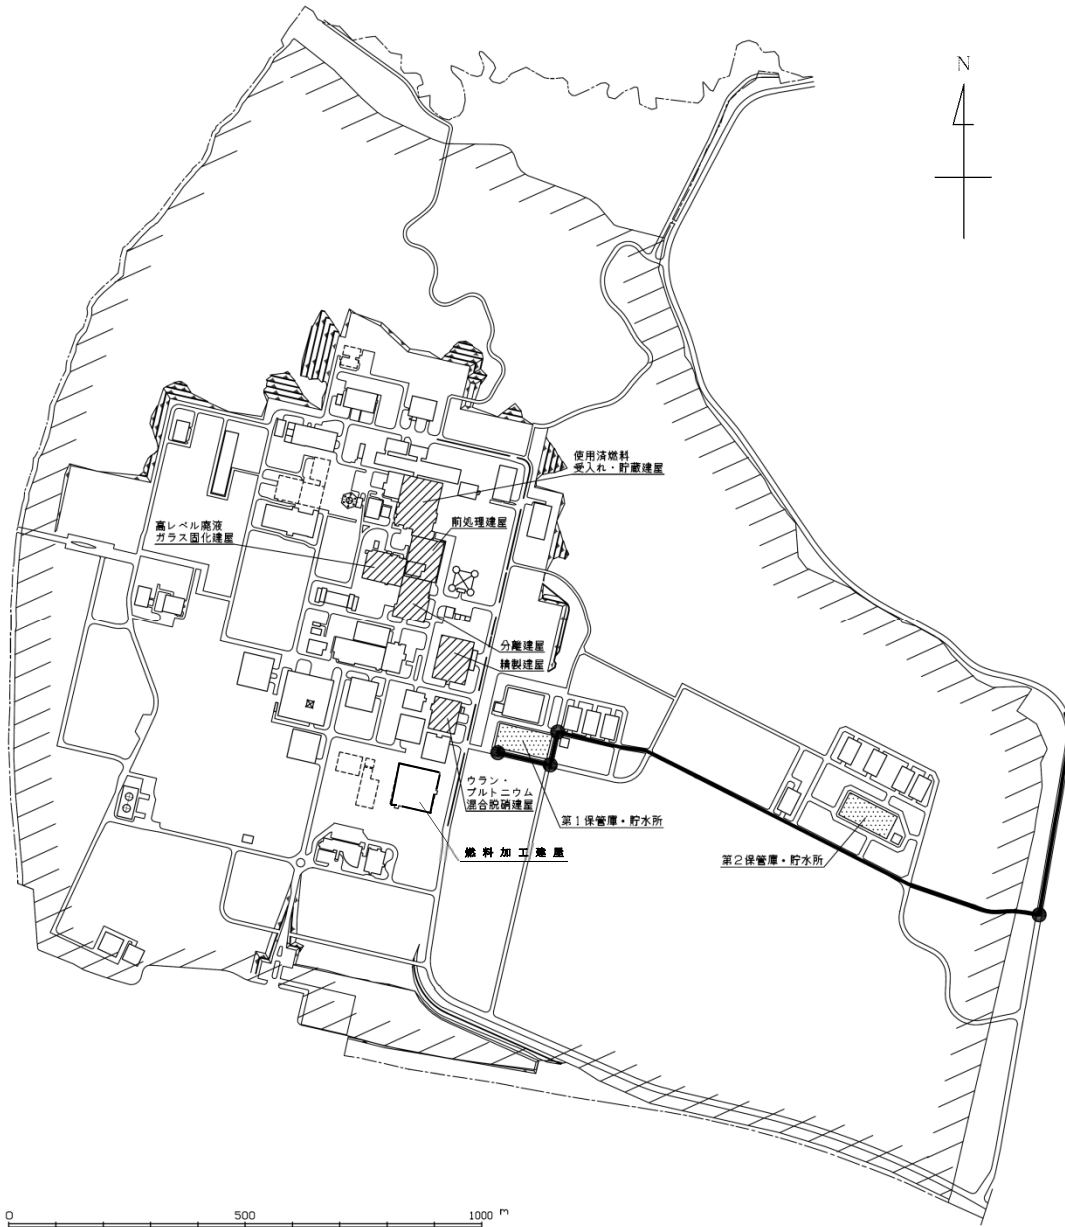 N
使用済燃料
受入れ・貯蔵建屋
前処理建屋
高レベル廃液
ガラス固化建屋
分離建屋
精製建屋
ウラン・
プルトニウム
混合脱硝建屋
第1保管庫・貯水所
燃料加工建屋
第2保管庫・貯水所
0 500 1000 m